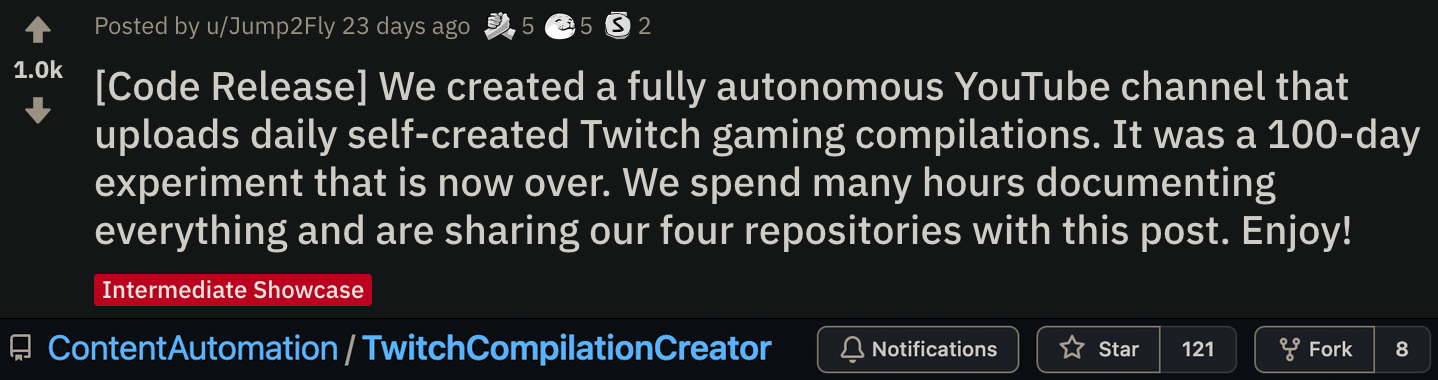 Posted by u/Jump2Fly 23 days ago 5 5 S 2
1.0k
[Code Release] We created a fully autonomous YouTube channel that
uploads daily self-created Twitch gaming compilations. It was a 100-day
experiment that is now over. We spend many hours documenting
everything and are sharing our four repositories with this post. Enjoy!
Intermediate Showcase
ContentAutomation / TwitchCompilationCreator Notifications Star 121 Fork 8